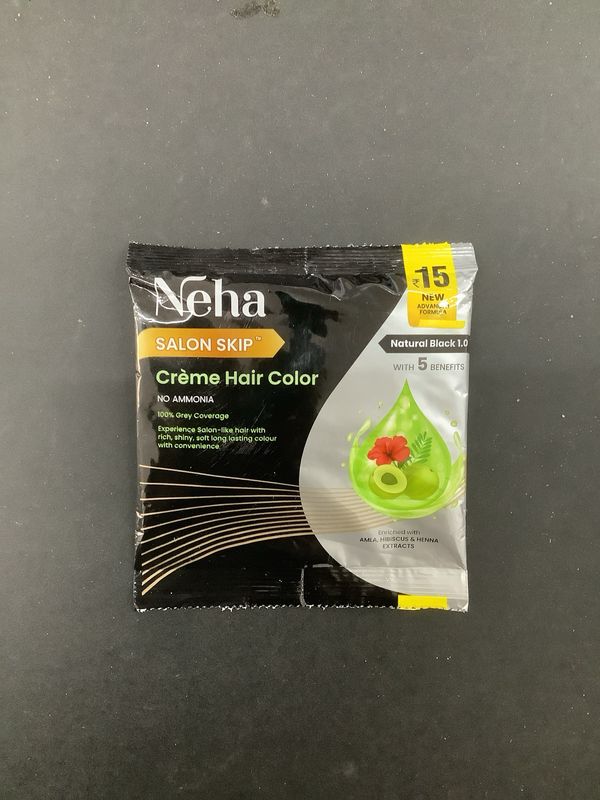 Neha
SALON SKIP™
Crème Hair Color
NO AMMONIA
100% Grey Coverage
Experience Salon-like hair with
rich, shiny, soft long lasting colour
with convenience.
₹15
NEW
ADVANCED
FORMULA
Natural Black 1.0
WITH 5 BENEFITS
Enriched with
AMLA, HIBISCUS & HENNA
EXTRACTS